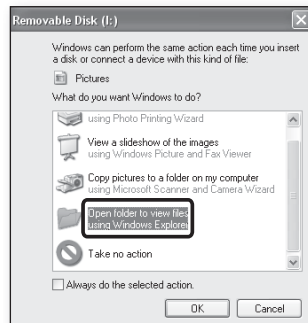 Removable Disk (I:)
Windows can perform the same action each time you insert
a disk or connect a device with this kind of file:
Pictures
What do you want Windows to do?
using Photo Printing Wizard
View a slideshow of the images
using Windows Picture and Fax Viewer
Copy pictures to a folder on my computer
using Microsoft Scanner and Camera Wizard
Open folder to view files
using Windows Explorer
Take no action
Always do the selected action.
OK Cancel